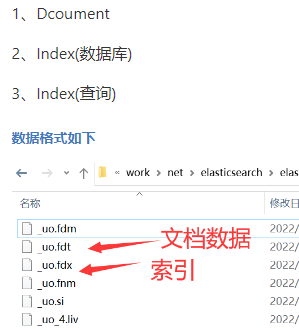 1、Dcoument
2、Index(数据库)
3、Index(查询)
数据格式如下
« work > net > elasticsearch > elas
名称
修改日
_uo.fdm
2022/
_uo.fdt
文档数据
2022/
_uo.fdx
索引
2022/
_uo.fnm
2022/
_uo.si
2022/
_uo_4.liv
2022/